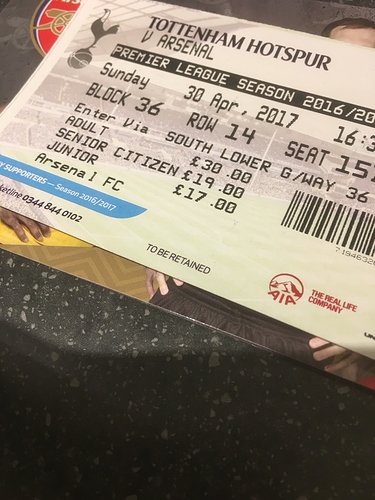 TOTTENHAM HOTSPUR
V ARSENAL
PREMIER LEAGUE SEASON 2016/20
Sunday 30 Apr, 2017 16:3
BLOCK 36 ROW 14 SEAT 157
Enter Via SOUTH LOWER G/WAY 36
ADULT £30.00
SENIOR CITIZEN £19.00
JUNIOR £17.00
Arsenal FC
SUPPORTERS — Season 2016/2017
ketline 0344 844 0102
TO BE RETAINED
AIA
THE REAL LIFE
COMPANY